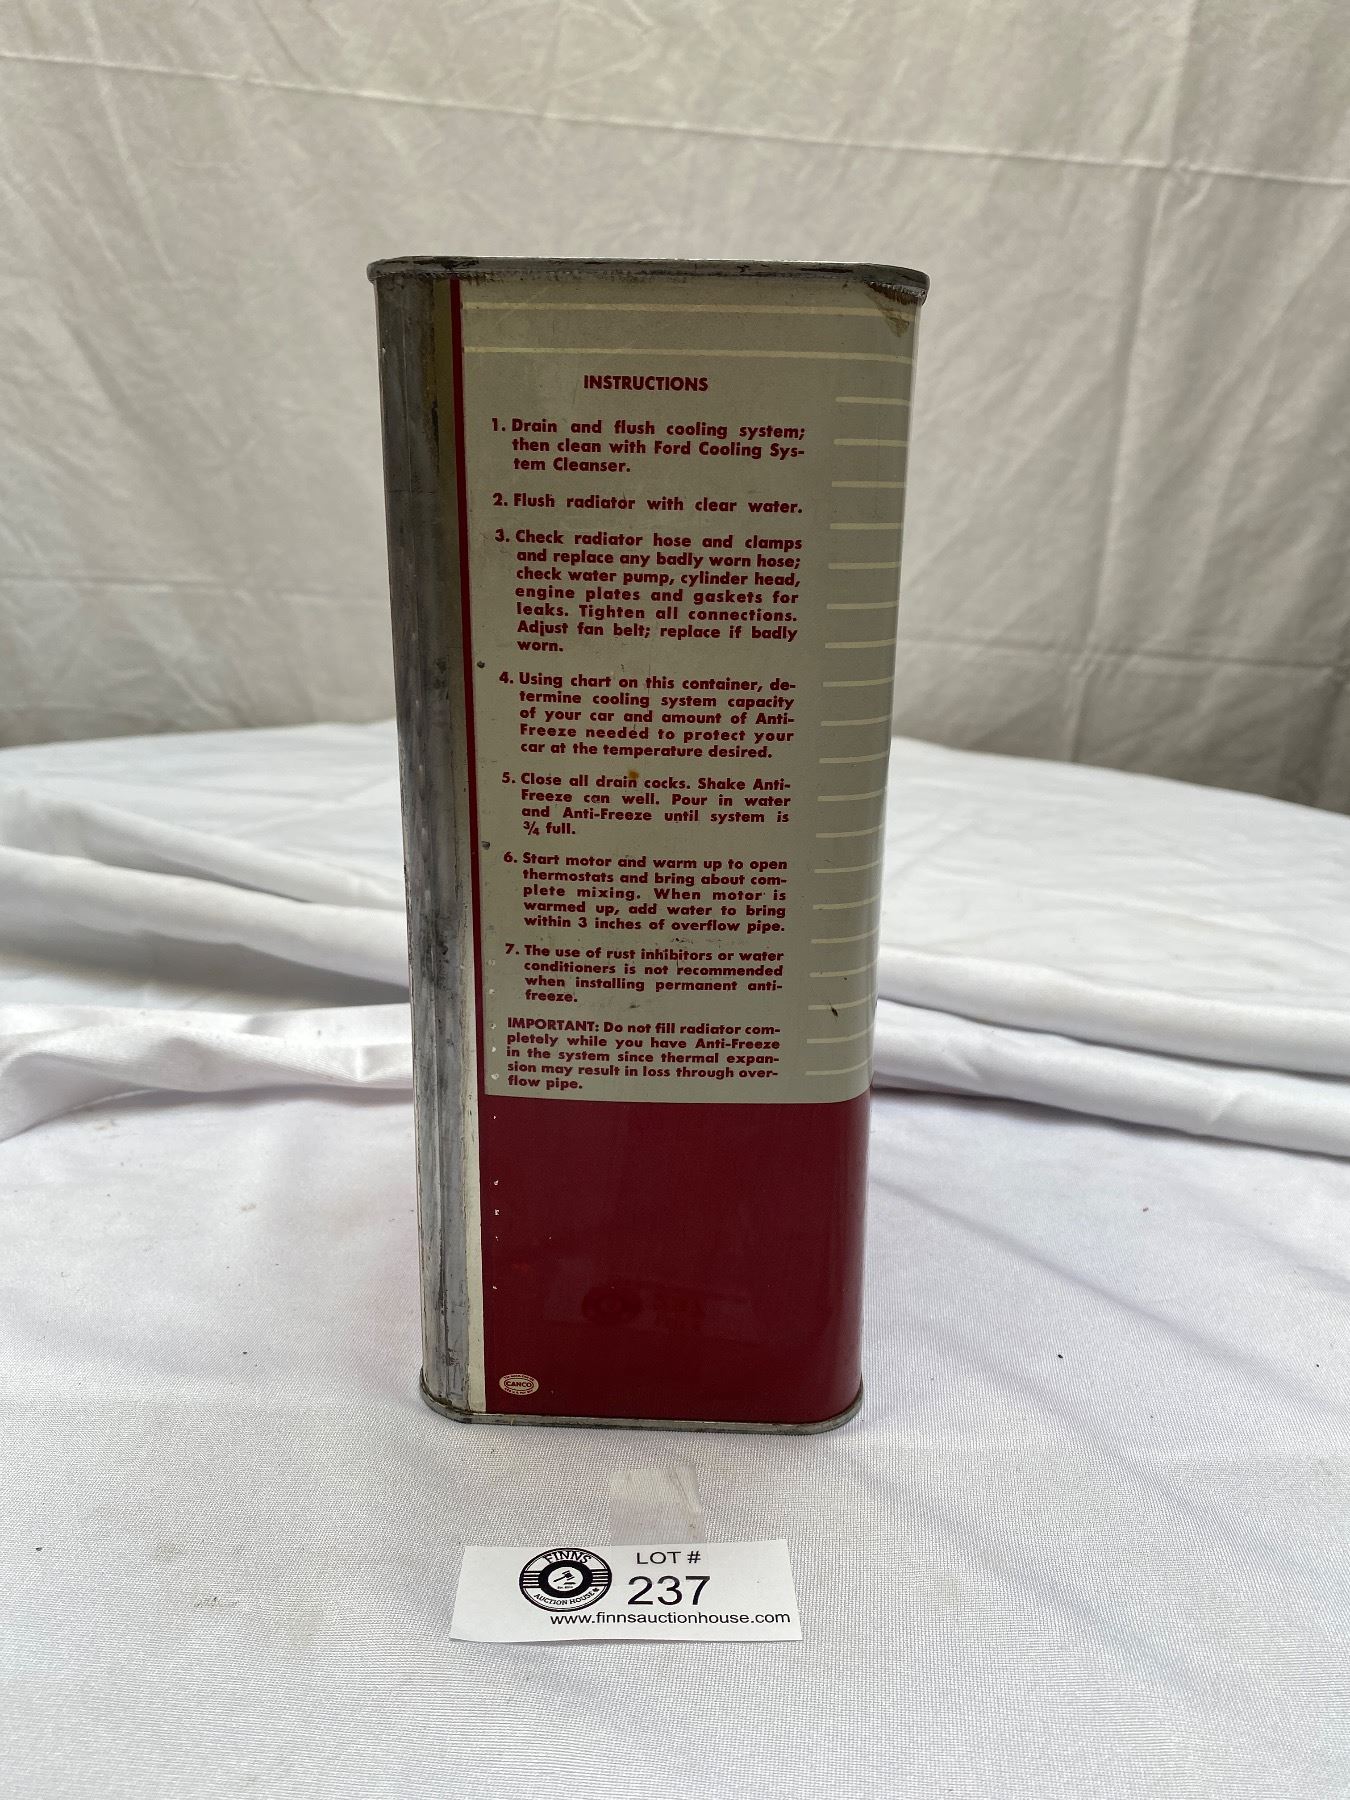 INSTRUCTIONS
1. Drain and flush cooling system;
then clean with Ford Cooling Sys-
tem Cleanser.
2. Flush radiator with clear water.
3. Check radiator hose and clamps
and replace any badly worn hose;
check water pump, cylinder head,
engine plates and gaskets for
leaks. Tighten all connections.
Adjust fan belt; replace if badly
worn.
4. Using chart on this container, de-
termine cooling system capacity
of your car and amount of Anti-
Freeze needed to protect your
car at the temperature desired.
5. Close all drain cocks. Shake Anti-
Freeze can well. Pour in water
and Anti-Freeze until system is
¾ full.
6. Start motor and warm up to open
thermostats and bring about com-
plete mixing. When motor is
warmed up, add water to bring
within 3 inches of overflow pipe.
7. The use of rust inhibitors or water
conditioners is not recommended
when installing permanent anti-
freeze.
IMPORTANT: Do not fill radiator com-
pletely while you have Anti-Freeze
in the system since thermal expan-
sion may result in loss through over-
flow pipe.
CANCO
FINNS
AUCTION HOUSE
LOT #
237
www.finnsauctionhouse.com